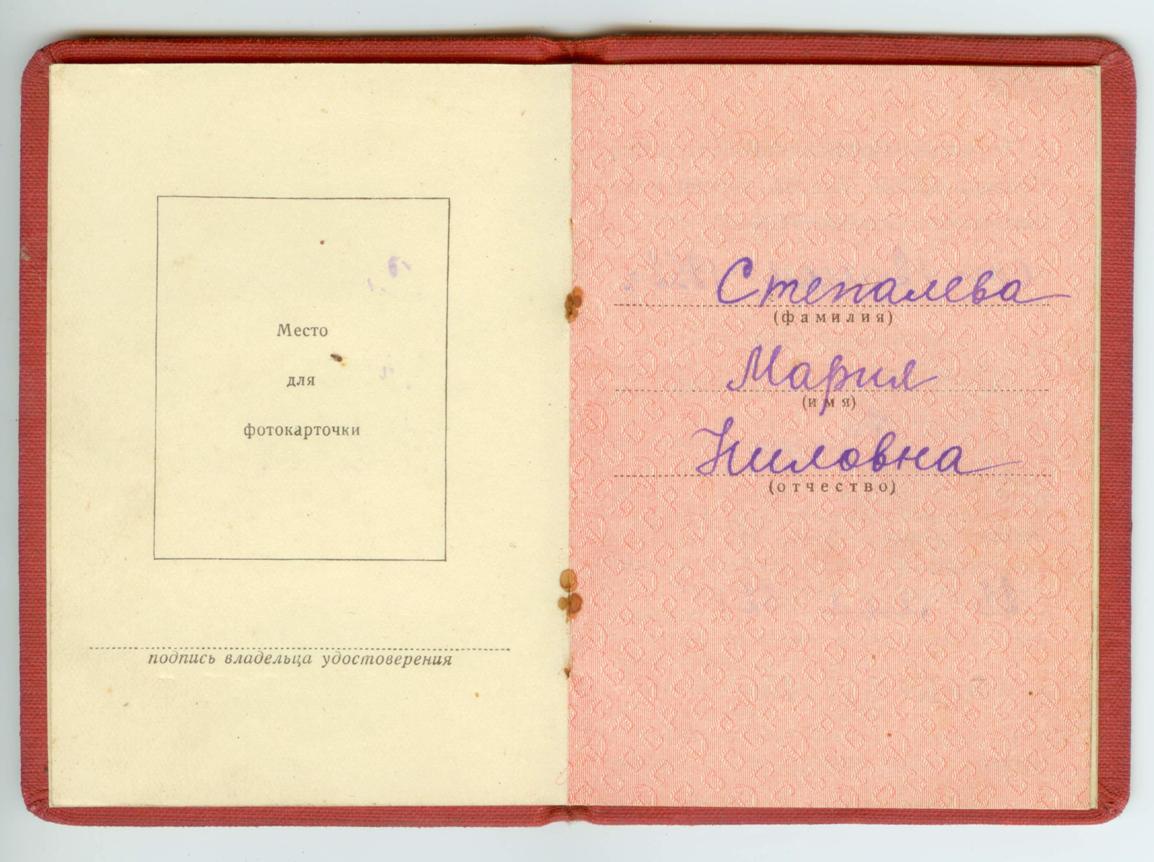 Место
для
фотокарточки
подпись владельца удостоверения
Степалева
(фамилия)
Мария
(имя)
Ниловна
(отчество)